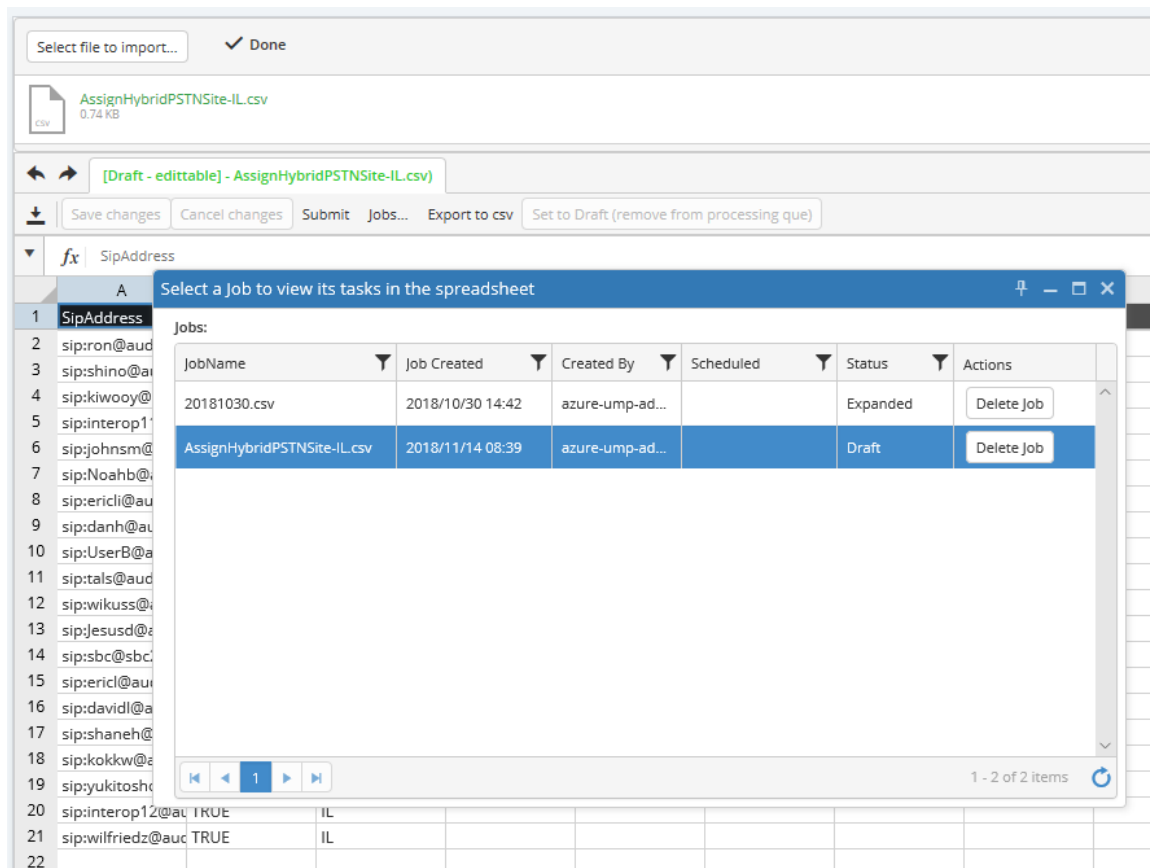 Select file to import... Done
AssignHybridPSTNSite-IL.csv
0.74 KB
CSV
[Draft - edittable] - AssignHybridPSTNSite-IL.csv)
Save changes Cancel changes Submit Jobs... Export to csv Set to Draft (remove from processing que)
fx SipAddress
A
Select a Job to view its tasks in the spreadsheet
Jobs:
JobName Job Created Created By Scheduled Status Actions
20181030.csv 2018/10/30 14:42 azure-ump-ad... Expanded Delete Job
AssignHybridPSTNSite-IL.csv 2018/11/14 08:39 azure-ump-ad... Draft Delete Job
1
1 - 2 of 2 items
1 SipAddress
2 sip:ron@aud
3 sip:shino@au
4 sip:kiwooy@
5 sip:interop1
6 sip:johnsm@
7 sip:Noahb@
8 sip:ericli@au
9 sip:danh@au
10 sip:UserB@a
11 sip:tals@aud
12 sip:wikuss@
13 sip:Jesusd@a
14 sip:sbc@sbc
15 sip:ericl@au
16 sip:davidl@a
17 sip:shaneh@
18 sip:kokkw@a
19 sip:yukitosh
20 sip:interop12@au TRUE IL
21 sip:wilfriedz@aud TRUE IL
22